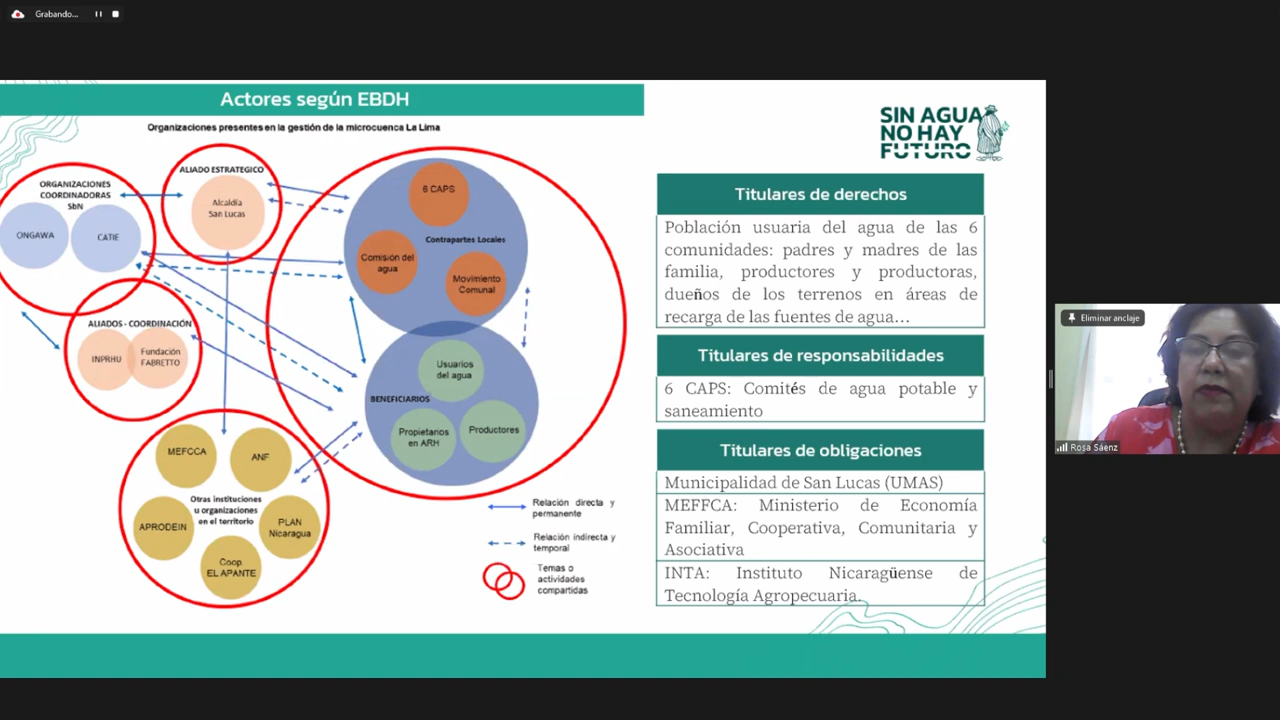 Grabando...
Actores según EBDH
Organizaciones presentes en la gestión de la microcuenca La Lima
SIN AGUA
NO HAY
FUTURO
ORGANIZACIONES
COORDINADORAS
SbN
ONGAWA
CATIE
ALIADO ESTRATEGICO
Alcaldía
San Lucas
6 CAPS
Contrapartes Locales
Comisión del
agua
Movimiento
Comunal
ALIADOS - COORDINACIÓN
INPRHU
Fundación
FABRETTO
Usuarios
del agua
BENEFICIARIOS
Propietarios
en ARH
Productores
MEFCCA
ANF
Otras instituciones
u organizaciones
en el territorio
APRODEIN
PLAN
Nicaragua
Coop.
EL APANTE
Relación directa y
permanente
Relación indirecta y
temporal
Temas o
actividades
compartidas
Titulares de derechos
Población usuaria del agua de las 6
comunidades: padres y madres de las
familia, productores y productoras,
dueños de los terrenos en áreas de
recarga de las fuentes de agua...
Titulares de responsabilidades
6 CAPS: Comités de agua potable y
saneamiento
Titulares de obligaciones
Municipalidad de San Lucas (UMAS)
MEFFCA: Ministerio de Economía
Familiar, Cooperativa, Comunitaria y
Asociativa
INTA: Instituto Nicaragüense de
Tecnología Agropecuaria.
Eliminar anclaje
Rosa Sáenz